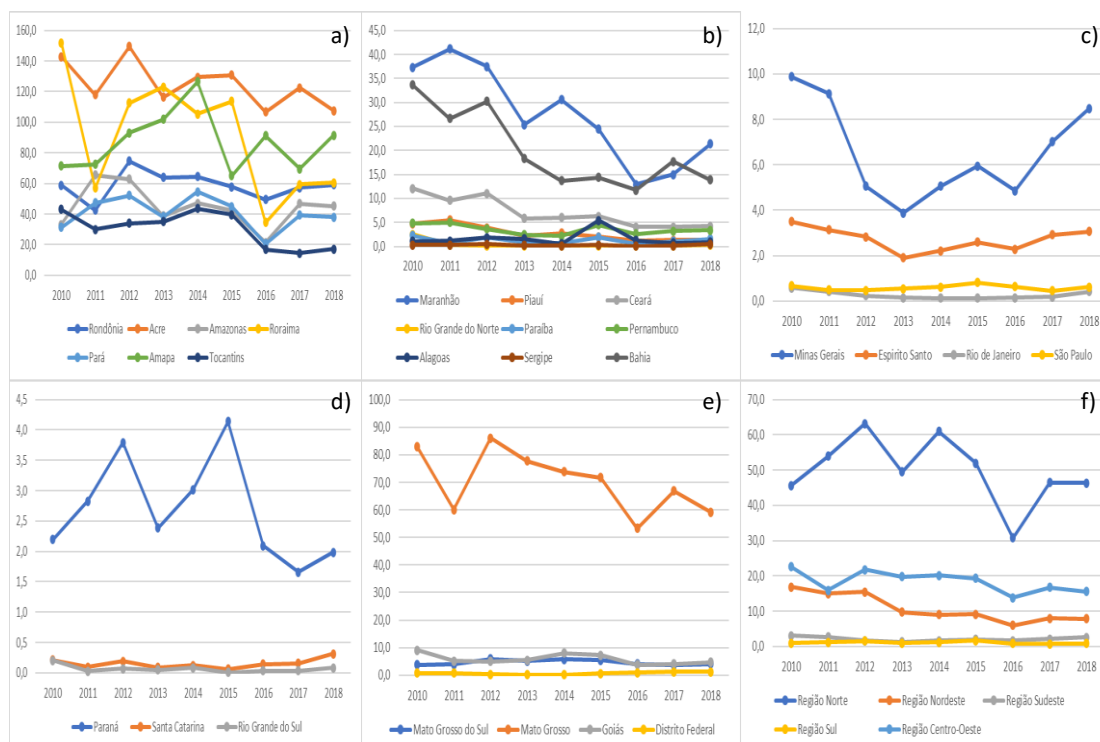 a)
160,0
140,0
120,0
100,0
80,0
60,0
40,0
20,0
0,0
2010 2011 2012 2013 2014 2015 2016 2017 2018
Rondônia Acre Amazonas Roraima
Pará Amapa Tocantins
b)
45,0
40,0
35,0
30,0
25,0
20,0
15,0
10,0
5,0
0,0
2010 2011 2012 2013 2014 2015 2016 2017 2018
Maranhão Piauí Ceará
Rio Grande do Norte Paraíba Pernambuco
Alagoas Sergipe Bahia
c)
12,0
10,0
8,0
6,0
4,0
2,0
0,0
2010 2011 2012 2013 2014 2015 2016 2017 2018
Minas Gerais Espirito Santo Rio de Janeiro São Paulo
d)
4,5
4,0
3,5
3,0
2,5
2,0
1,5
1,0
0,5
0,0
2010 2011 2012 2013 2014 2015 2016 2017 2018
Paraná Santa Catarina Rio Grande do Sul
e)
100,0
90,0
80,0
70,0
60,0
50,0
40,0
30,0
20,0
10,0
0,0
2010 2011 2012 2013 2014 2015 2016 2017 2018
Mato Grosso do Sul Mato Grosso Goiás Distrito Federal
f)
70,0
60,0
50,0
40,0
30,0
20,0
10,0
0,0
2010 2011 2012 2013 2014 2015 2016 2017 2018
Região Norte Região Nordeste Região Sudeste
Região Sul Região Centro-Oeste